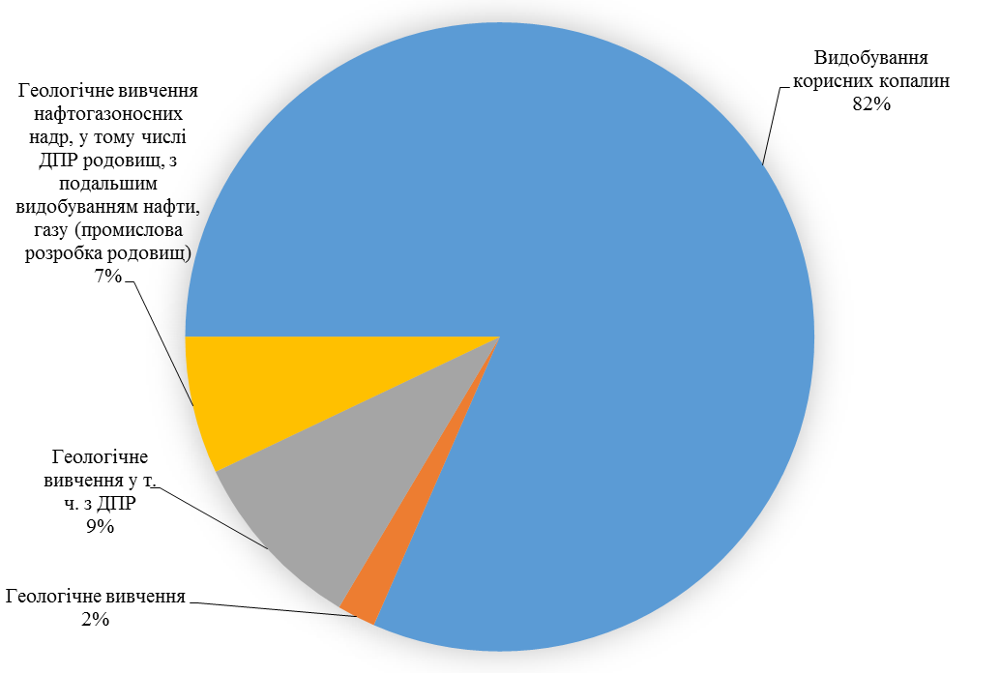 Видобування
корисних копалин
82%
Геологічне вивчення
нафтогазоносних
надр, у тому числі
ДПР родовищ, з
подальшим
видобуванням нафти,
газу (промислова
розробка родовищ)
7%
Геологічне
вивчення у т.
ч. з ДПР
9%
Геологічне вивчення
2%